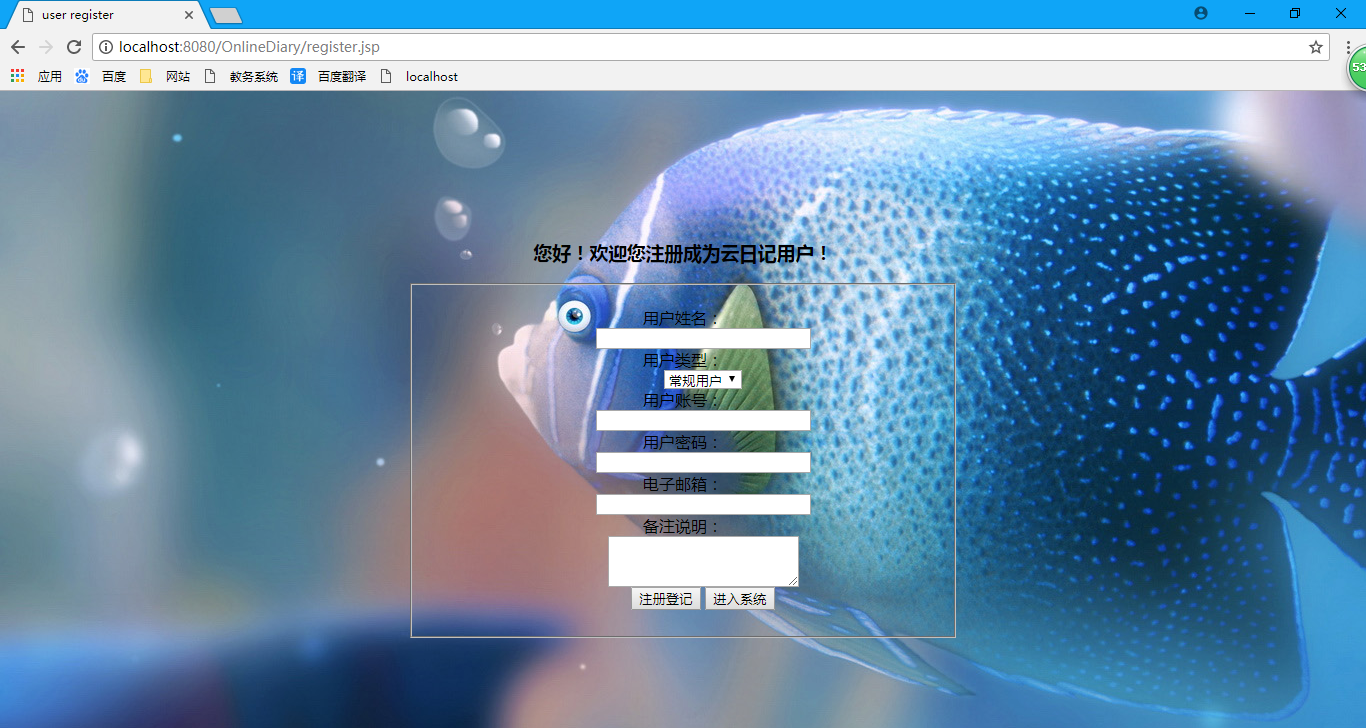 user register
localhost:8080/OnlineDiary/register.jsp
应用 百度 网站 教务系统 译 百度翻译 localhost
53
您好！欢迎您注册成为云日记用户！
用户姓名：
用户类型：
常规用户
用户账号：
用户密码：
电子邮箱：
备注说明：
注册登记 进入系统